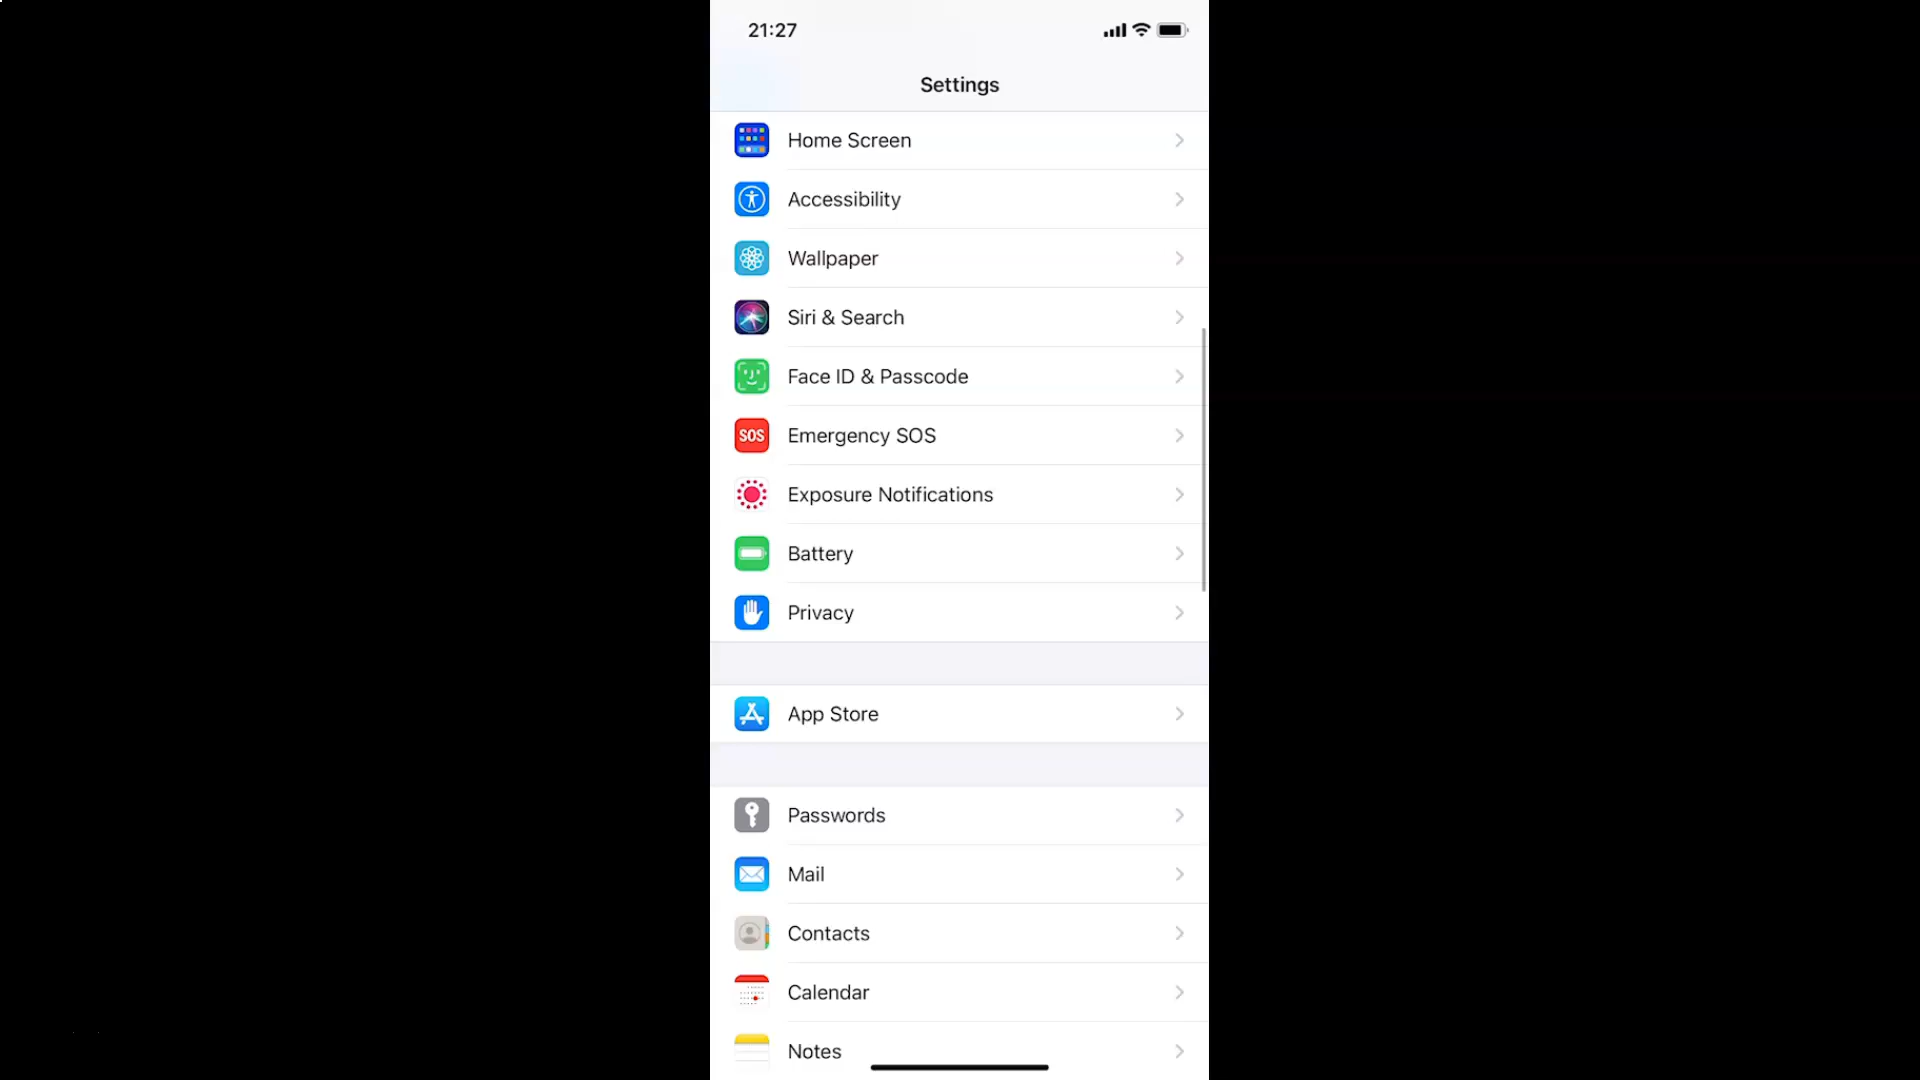 21:27
Settings
Home Screen
Accessibility
Wallpaper
Siri & Search
Face ID & Passcode
SOS
Emergency SOS
Exposure Notifications
Battery
Privacy
App Store
Passwords
Mail
Contacts
Calendar
Notes